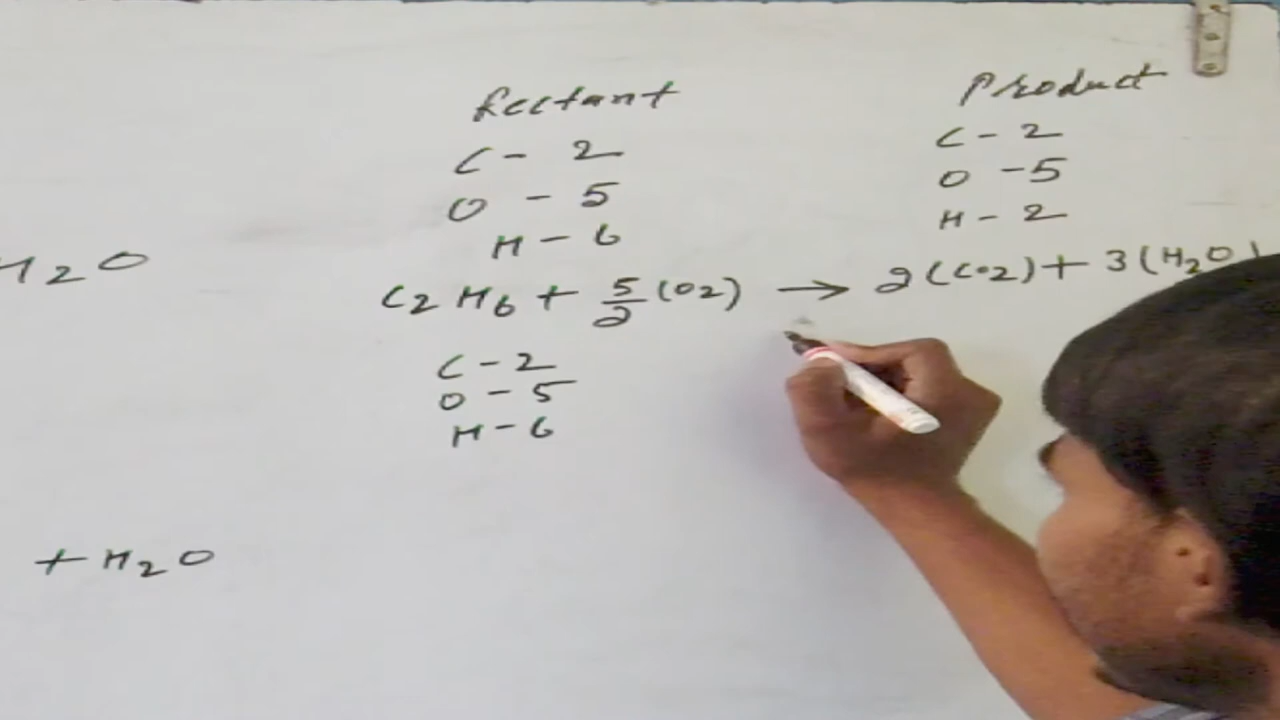 Rectant Product
C - 2 C - 2
O - 5 O - 5
H - 6 H - 2
H2O
C2H6 + 5/2 (O2) → 2(CO2) + 3(H2O)
C - 2
O - 5
H - 6
+ H2O